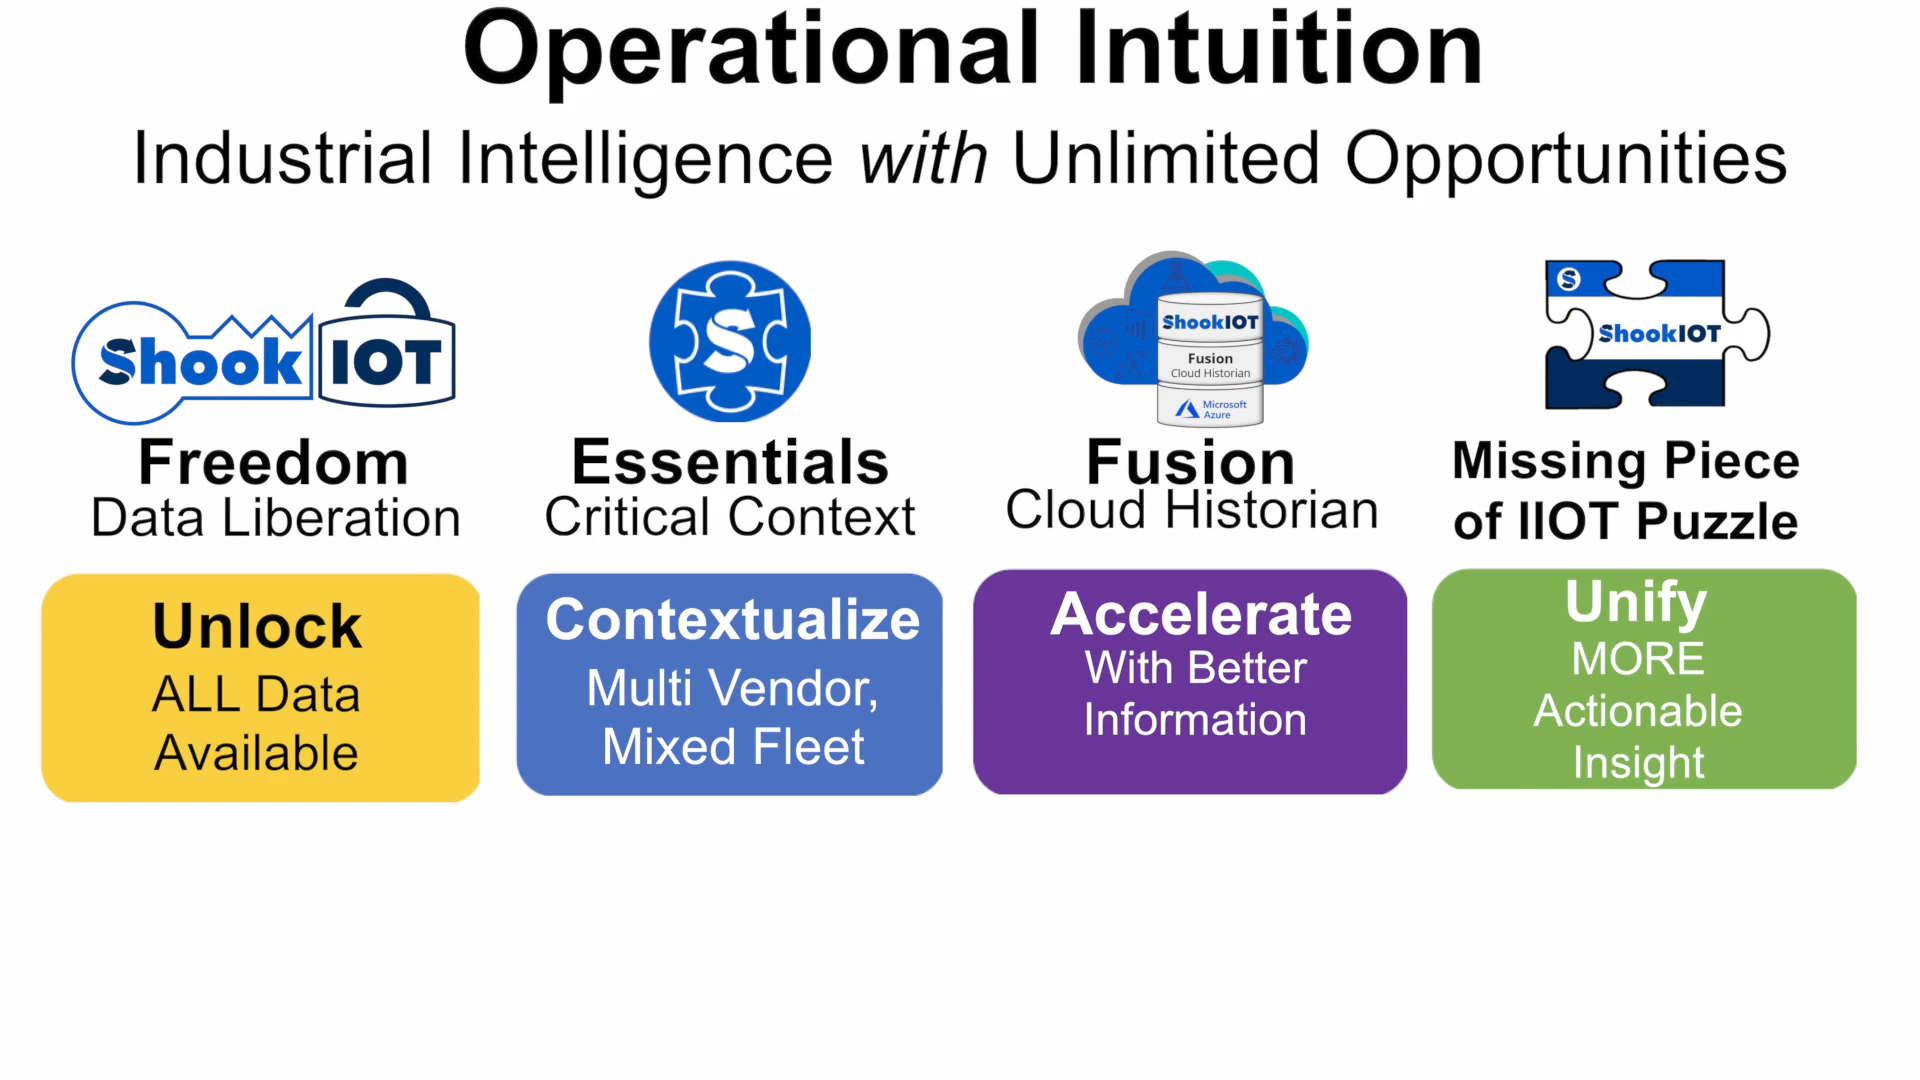 Operational Intuition
Industrial Intelligence with Unlimited Opportunities
Shook IOT
Freedom
Data Liberation
Unlock
ALL Data
Available
S
Essentials
Critical Context
Contextualize
Multi Vendor,
Mixed Fleet
ShookIOT
Fusion
Cloud Historian
Microsoft
Azure
Fusion
Cloud Historian
Accelerate
With Better
Information
S
ShookIOT
Missing Piece
of IIOT Puzzle
Unify
MORE
Actionable
Insight